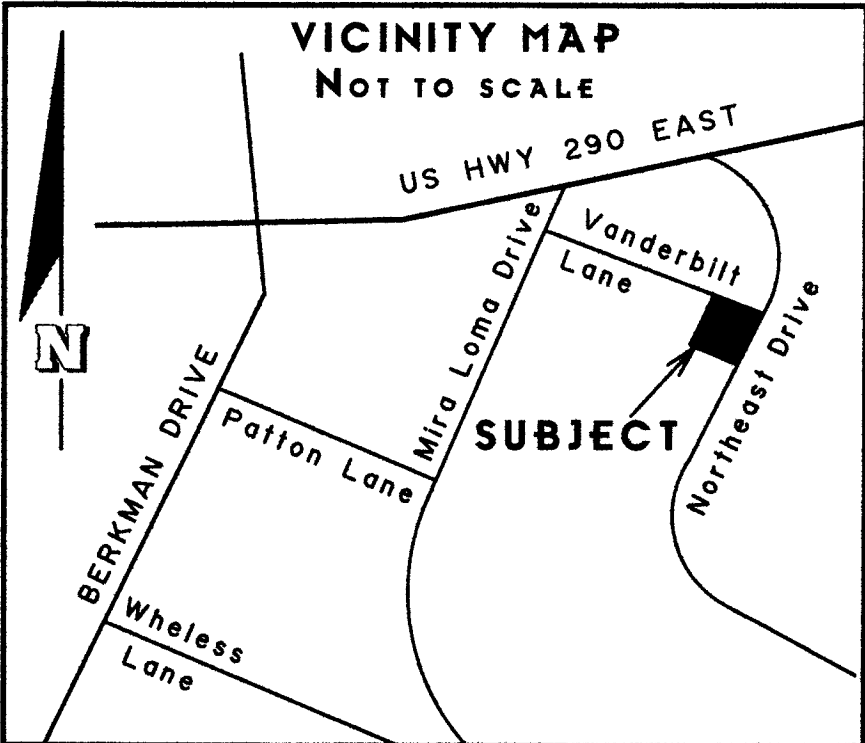 VICINITY MAP
NOT TO SCALE
US HWY 290 EAST
Vanderbilt
Lane
Mira Loma Drive
Northeast Drive
N
SUBJECT
BERKMAN DRIVE
Patton Lane
Wheless
Lane